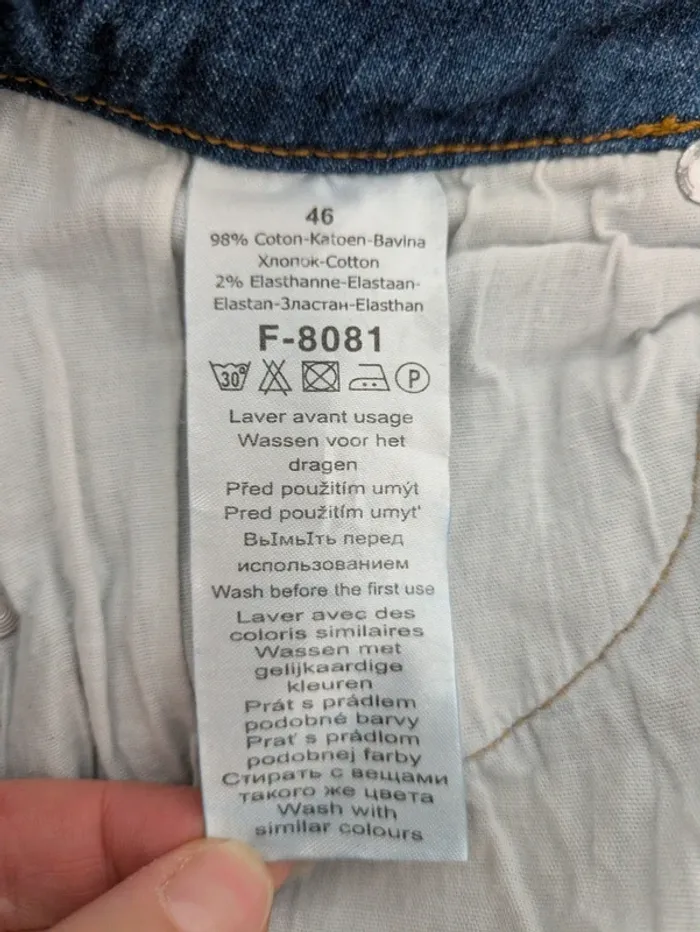 46
98% Coton-Katoen-Bavlna
Хлопок-Cotton
2% Elasthanne-Elastaan-
Elastan-Эластан-Elasthan
F-8081
30° P
Laver avant usage
Wassen voor het
dragen
Před použitím umýt
Pred použitím umyt'
ВЫмЫТь перед
использованием
Wash before the first use
Laver avec des
coloris similaires
Wassen met
gelijkaardige
kleuren
Prát s prádlem
podobné barvy
Prať s prádlom
podobnej farby
Стирать с вещами
такого же цвета
Wash with
similar colours